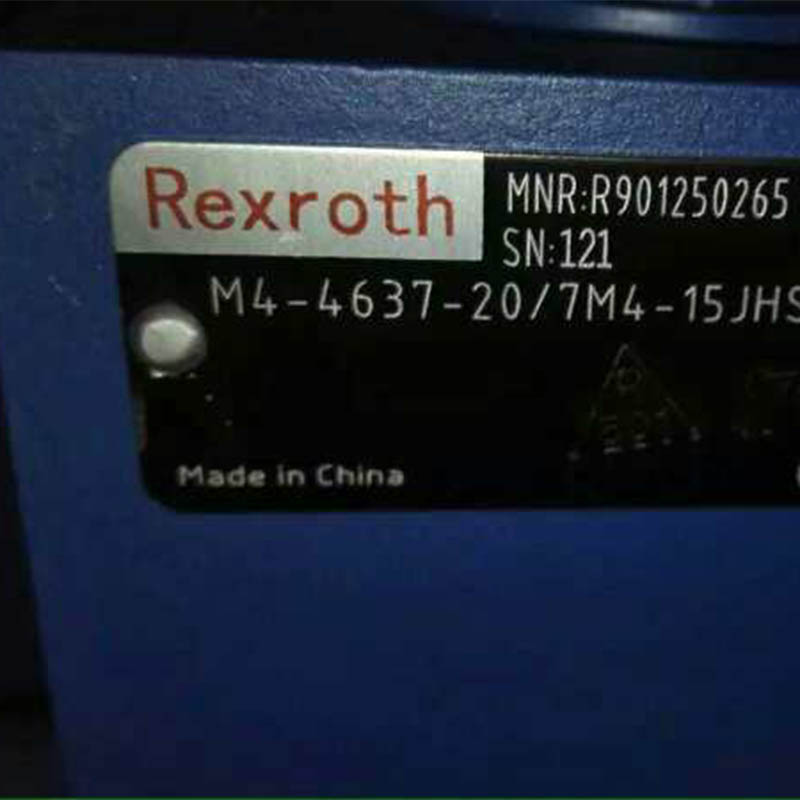 Rexroth
MNR:R901250265
SN:121
M4-4637-20/7M4-15JHS
Made in China